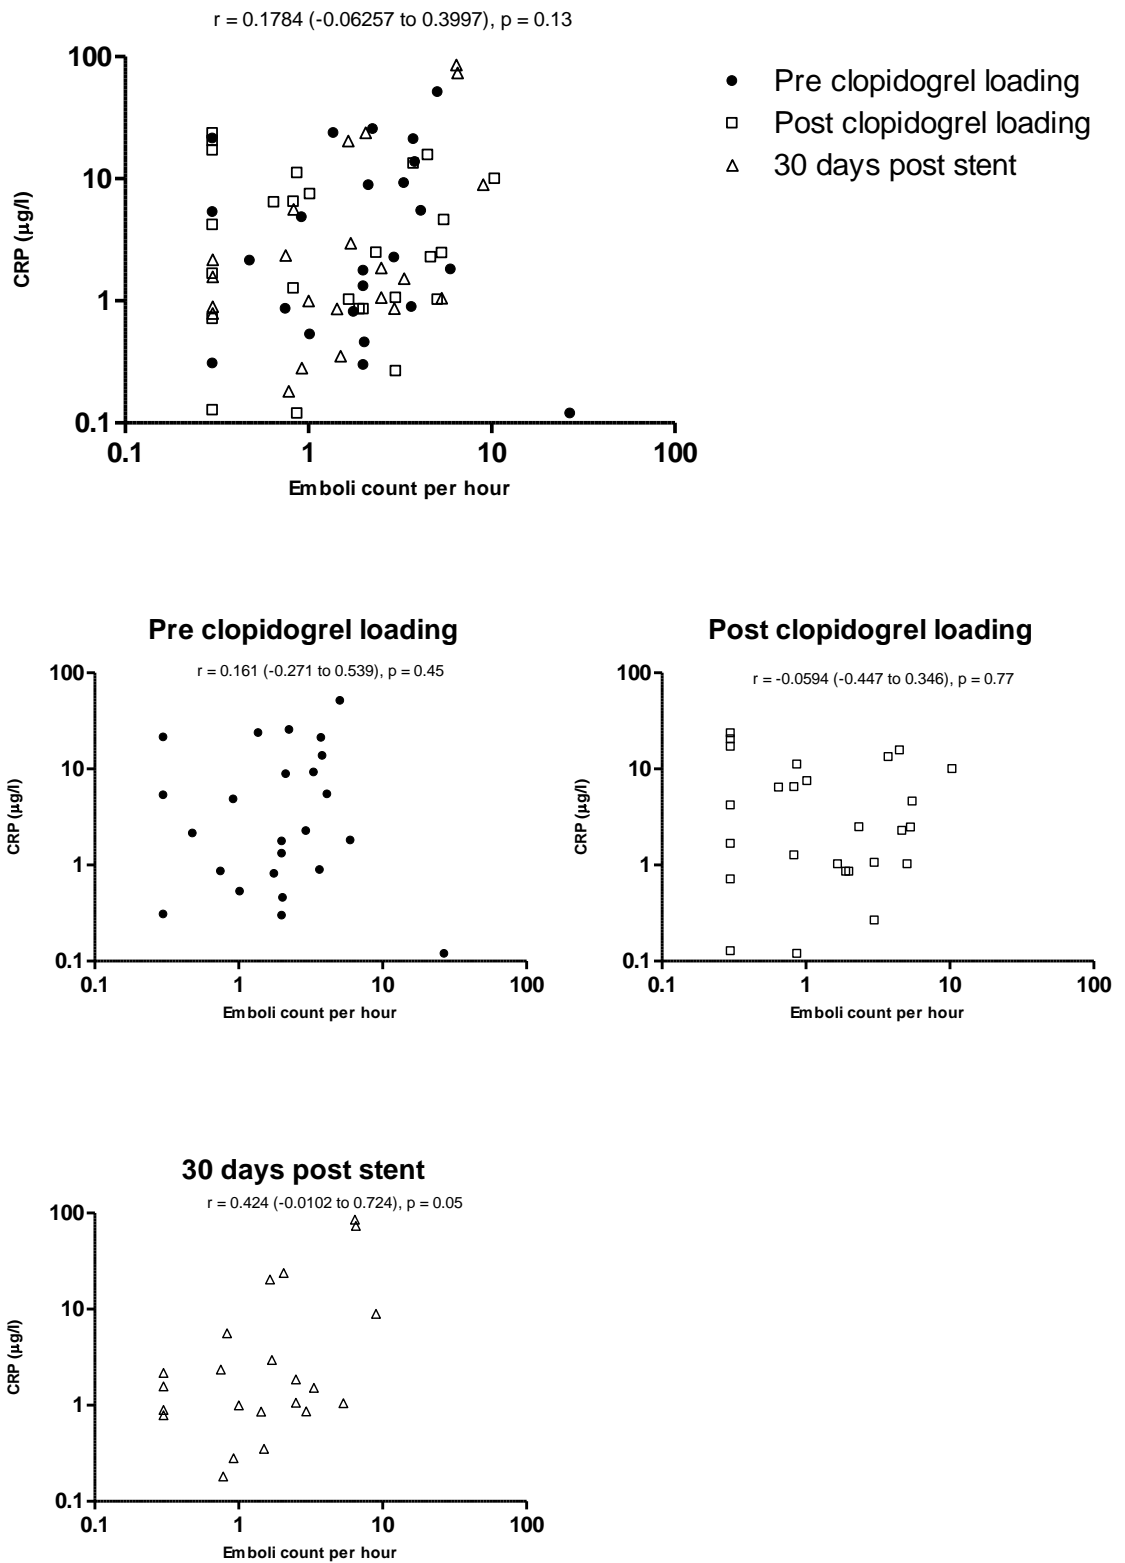 r = 0.1784 (-0.06257 to 0.3997), p = 0.13
100
10
1
0.1
CRP (µg/l)
0.1
1
10
100
Emboli count per hour
Pre clopidogrel loading
Post clopidogrel loading
30 days post stent
Pre clopidogrel loading
r = 0.161 (-0.271 to 0.539), p = 0.45
100
10
1
0.1
CRP (µg/l)
0.1
1
10
100
Emboli count per hour
Post clopidogrel loading
r = -0.0594 (-0.447 to 0.346), p = 0.77
100
10
1
0.1
CRP (µg/l)
0.1
1
10
100
Emboli count per hour
30 days post stent
r = 0.424 (-0.0102 to 0.724), p = 0.05
100
10
1
0.1
CRP (µg/l)
0.1
1
10
100
Emboli count per hour